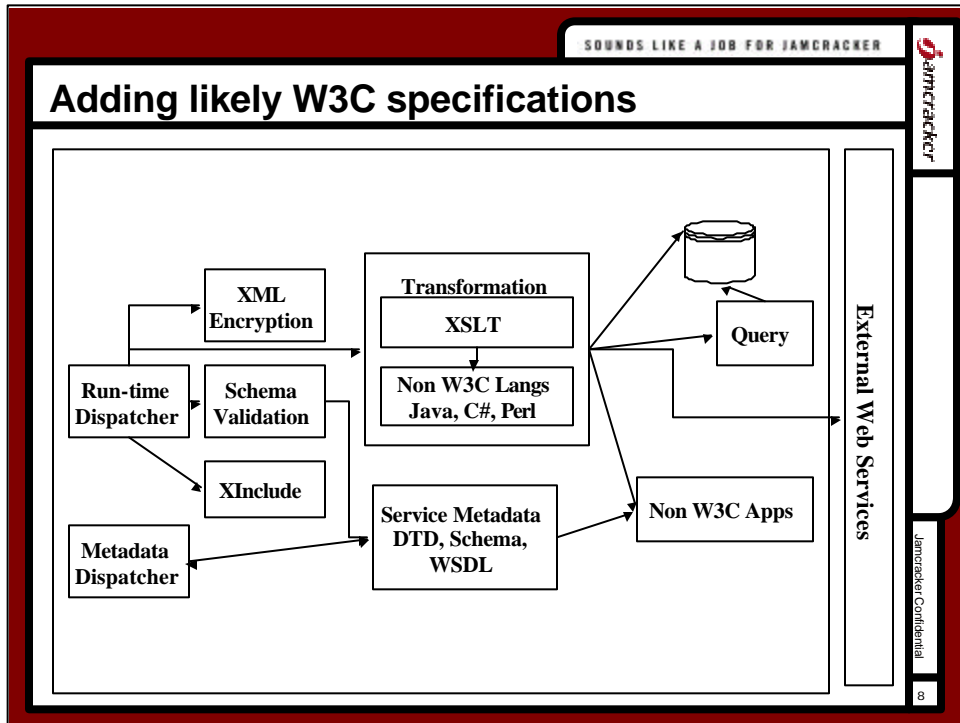 SOUNDS LIKE A JOB FOR JAMCRACKER
Jamcracker
Adding likely W3C specifications
XML
Encryption
Transformation
XSLT
Non W3C Langs
Java, C#, Perl
Query
Run-time
Dispatcher
Schema
Validation
XInclude
Service Metadata
DTD, Schema,
WSDL
Non W3C Apps
Metadata
Dispatcher
External Web Services
Jamcracker Confidential
8